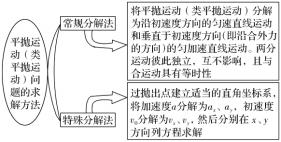 平抛运
动（类
平抛运
动）问
题的求
解方法
常规分解法
将平抛运动（类平抛运动）分解
为沿初速度方向的匀速直线运动
和垂直于初速度方向（即沿合外力
的方向）的匀加速直线运动。两分
运动彼此独立，互不影响，且与
合运动具有等时性
特殊分解法
过抛出点建立适当的直角坐标系，
将加速度a分解为ax、ay，初速度
v0分解为vx、vy，然后分别在x、y
方向列方程求解